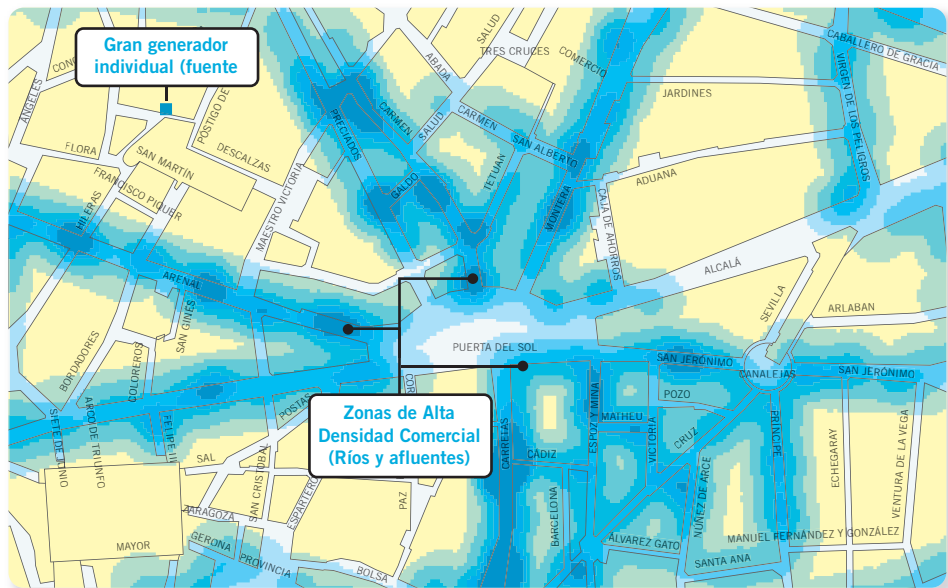 Gran generador
individual (fuente
Zonas de Alta
Densidad Comercial
(Ríos y afluentes)
SALUD
TRES CRUCES
COMERCIO
ABADA
CABALLERO DE GRACIA
VIRGEN DE LOS PELIGROS
JARDINES
ÁNGELES
POSTIGO DE
PRECIADOS
CARMEN
SALUD
CARMEN
SAN ALBERTO
FLORA
SAN MARTÍN
DESCALZAS
FRANCISCO PIQUER
HILERAS
MAESTRO VICTORIA
GALDO
TETUÁN
MONTERA
CAJA DE AHORROS
ADUANA
ALCALÁ
SEVILLA
ARLABAN
ARENAL
SAN GINES
BORDADORES
COLOREROS
PUERTA DEL SOL
SAN JERÓNIMO
CANALEJAS
SAN JERÓNIMO
POSTAS
SIETE DE JUNIO
ARCO DE TRIUNFO
FELIPE III
SAL
SAN CRISTOBAL
ZARAGOZA
ESPARTERO
PAZ
MAYOR
GERONA
PROVINCIA
BOLSA
CARRETAS
CÁDIZ
ESPOZ Y MINA
MATHEU
VICTORIA
POZO
CRUZ
BARCELONA
NÚÑEZ DE ARCE
PRÍNCIPE
ECHEGARAY
VENTURA DE LA VEGA
ÁLVAREZ GATO
MANUEL FERNÁNDEZ Y GONZÁLEZ
SANTA ANA